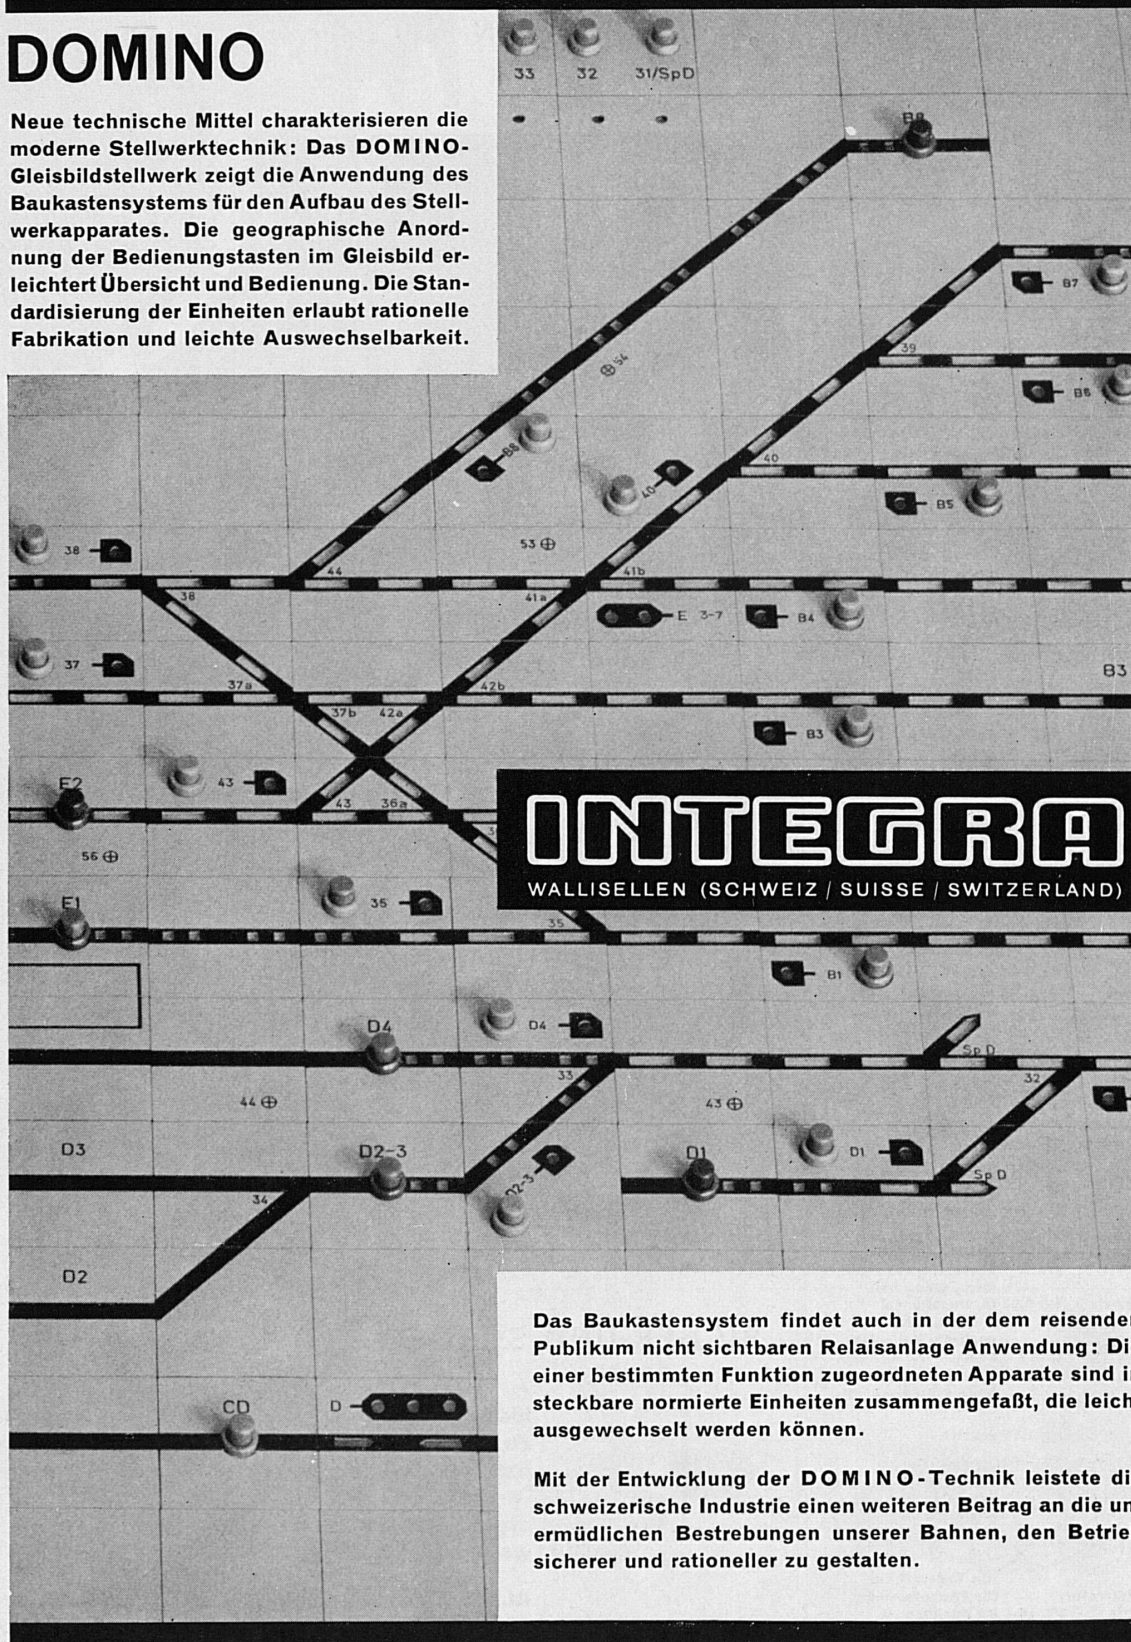 DOMINO
Neue technische Mittel charakterisieren die
moderne Stellwerktechnik: Das DOMINO-
Gleisbildstellwerk zeigt die Anwendung des
Baukastensystems für den Aufbau des Stell-
werkapparates. Die geographische Anord-
nung der Bedienungstasten im Gleisbild er-
leichtert Übersicht und Bedienung. Die Stan-
dardisierung der Einheiten erlaubt rationelle
Fabrikation und leichte Auswechselbarkeit.
33 32 31/SpD
B8
B7
54
39
B6
B8
40
40
B5
53
38
44
41b
38
41a
E 3-7
B4
37
37a
42b
B3
37b 42a
B3
E2
43
43 36a
56
INTEGRA
WALLISELLEN (SCHWEIZ / SUISSE / SWITZERLAND)
E1
35
35
B1
D4
D4
Sp D
33
32
44
43
D3
D2-3
D1
D1
D2-3
Sp D
34
D2
CD
D
Das Baukastensystem findet auch in der dem reisenden
Publikum nicht sichtbaren Relaisanlage Anwendung: Di
einer bestimmten Funktion zugeordneten Apparate sind i
steckbare normierte Einheiten zusammengefaßt, die leich
ausgewechselt werden können.
Mit der Entwicklung der DOMINO-Technik leistete di
schweizerische Industrie einen weiteren Beitrag an die un
ermüdlichen Bestrebungen unserer Bahnen, den Betrie
sicherer und rationeller zu gestalten.